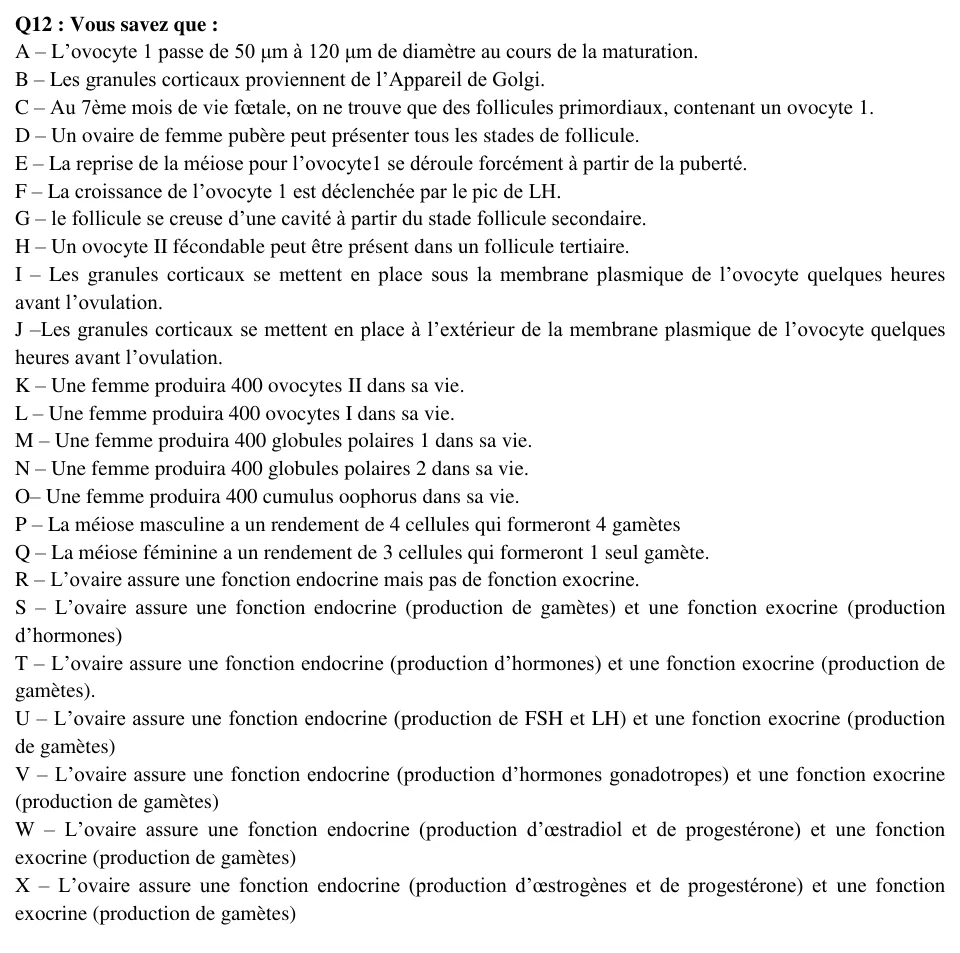 Q12 : Vous savez que :
A – L’ovocyte 1 passe de 50 μm à 120 μm de diamètre au cours de la maturation.
B – Les granules corticaux proviennent de l’Appareil de Golgi.
C – Au 7ème mois de vie fœtale, on ne trouve que des follicules primordiaux, contenant un ovocyte 1.
D – Un ovaire de femme pubère peut présenter tous les stades de follicule.
E – La reprise de la méiose pour l’ovocyte1 se déroule forcément à partir de la puberté.
F – La croissance de l’ovocyte 1 est déclenchée par le pic de LH.
G – le follicule se creuse d’une cavité à partir du stade follicule secondaire.
H – Un ovocyte II fécondable peut être présent dans un follicule tertiaire.
I – Les granules corticaux se mettent en place sous la membrane plasmique de l’ovocyte quelques heures
avant l’ovulation.
J –Les granules corticaux se mettent en place à l’extérieur de la membrane plasmique de l’ovocyte quelques
heures avant l’ovulation.
K – Une femme produira 400 ovocytes II dans sa vie.
L – Une femme produira 400 ovocytes I dans sa vie.
M – Une femme produira 400 globules polaires 1 dans sa vie.
N – Une femme produira 400 globules polaires 2 dans sa vie.
O– Une femme produira 400 cumulus oophorus dans sa vie.
P – La méiose masculine a un rendement de 4 cellules qui formeront 4 gamètes
Q – La méiose féminine a un rendement de 3 cellules qui formeront 1 seul gamète.
R – L’ovaire assure une fonction endocrine mais pas de fonction exocrine.
S – L’ovaire assure une fonction endocrine (production de gamètes) et une fonction exocrine (production
d’hormones)
T – L’ovaire assure une fonction endocrine (production d’hormones) et une fonction exocrine (production de
gamètes).
U – L’ovaire assure une fonction endocrine (production de FSH et LH) et une fonction exocrine (production
de gamètes)
V – L’ovaire assure une fonction endocrine (production d’hormones gonadotropes) et une fonction exocrine
(production de gamètes)
W – L’ovaire assure une fonction endocrine (production d’œstradiol et de progestérone) et une fonction
exocrine (production de gamètes)
X – L’ovaire assure une fonction endocrine (production d’œstrogènes et de progestérone) et une fonction
exocrine (production de gamètes)